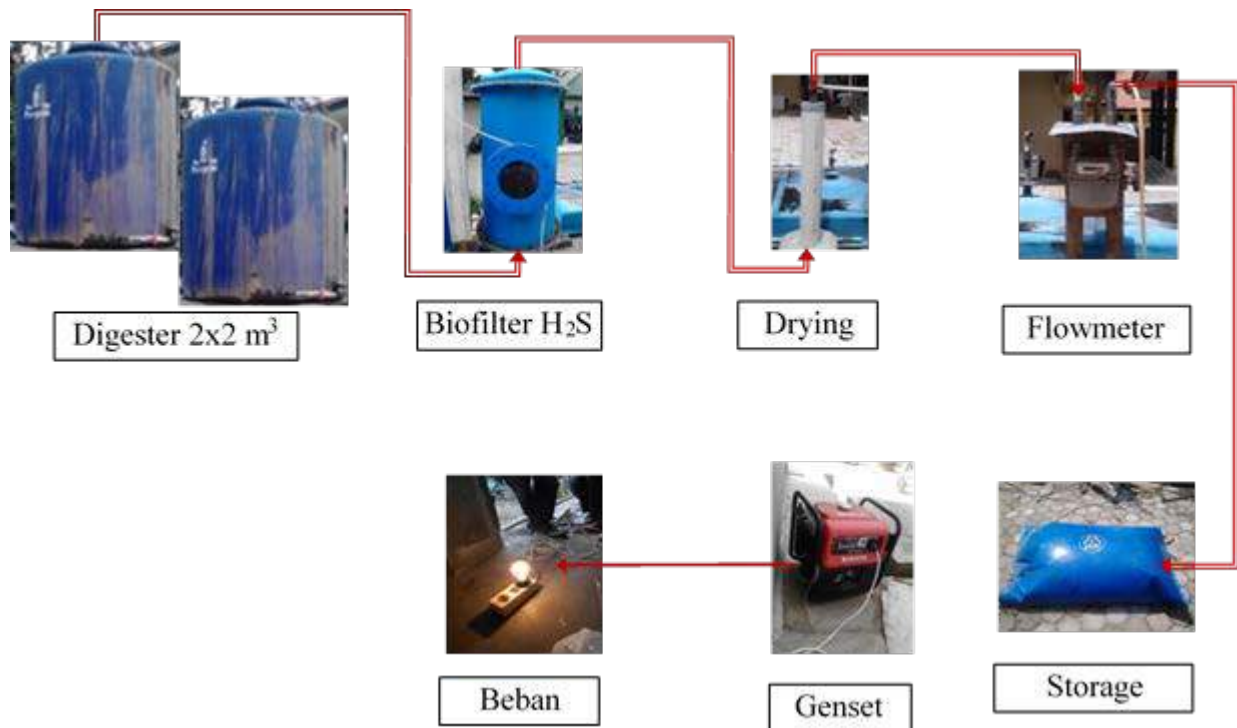 Digester 2x2 m³
Biofilter H₂S
Drying
Flowmeter
Beban
Genset
Storage